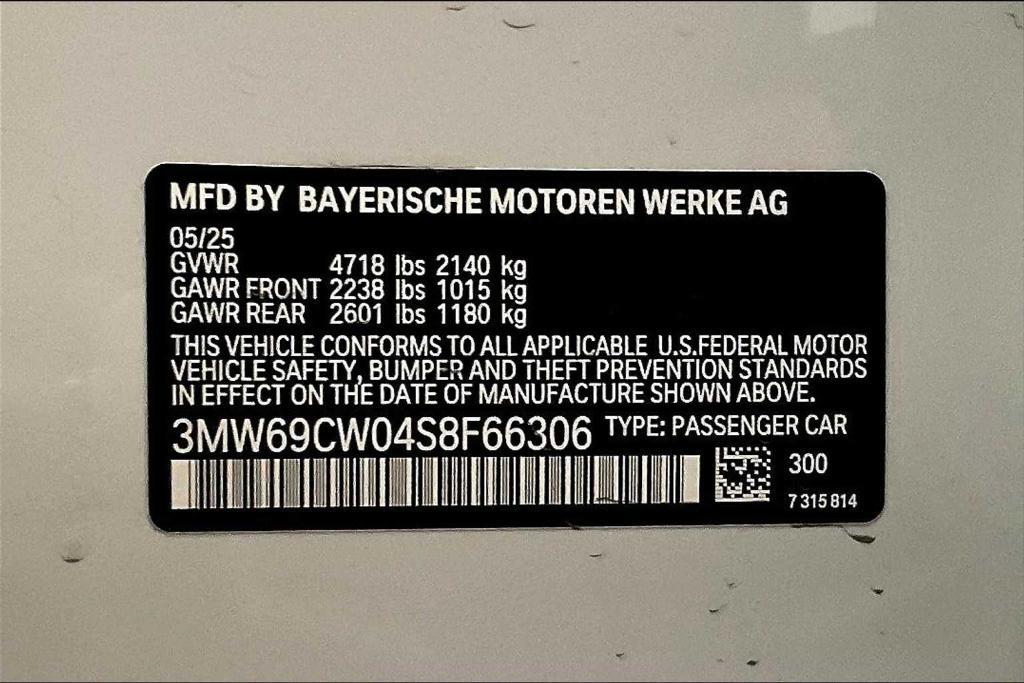 MFD BY BAYERISCHE MOTOREN WERKE AG
05/25
GVWR 4718 lbs 2140 kg
GAWR FRONT 2238 lbs 1015 kg
GAWR REAR 2601 lbs 1180 kg
THIS VEHICLE CONFORMS TO ALL APPLICABLE U.S.FEDERAL MOTOR
VEHICLE SAFETY, BUMPER AND THEFT PREVENTION STANDARDS
IN EFFECT ON THE DATE OF MANUFACTURE SHOWN ABOVE.
3MW69CW04S8F66306 TYPE: PASSENGER CAR
300
7 315 814